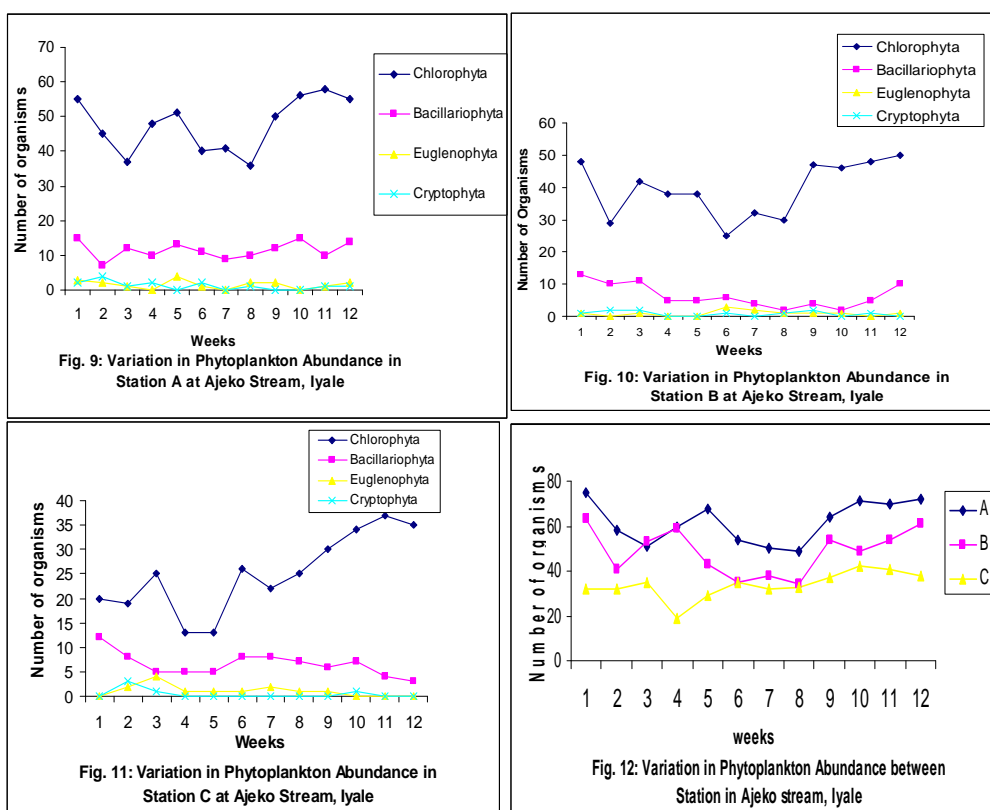 70
60
50
40
30
20
10
0
Number of organisms
1 2 3 4 5 6 7 8 9 10 11 12
Weeks
Chlorophyta
Bacillariophyta
Euglenophyta
Cryptophyta
Fig. 9: Variation in Phytoplankton Abundance in
Station A at Ajeko Stream, Iyale
Chlorophyta
Bacillariophyta
Euglenophyta
Cryptophyta
60
50
40
30
20
10
0
Number of Organisms
1 2 3 4 5 6 7 8 9 10 11 12
Weeks
Fig. 10: Variation in Phytoplankton Abundance in
Station B at Ajeko Stream, Iyale
Chlorophyta
Bacillariophyta
Euglenophyta
Cryptophyta
40
35
30
25
20
15
10
5
0
Number of organisms
1 2 3 4 5 6 7 8 9 10 11 12
Weeks
Fig. 11: Variation in Phytoplankton Abundance in
Station C at Ajeko Stream, Iyale
80
60
40
20
0
Number of organisms
1 2 3 4 5 6 7 8 9 10 11 12
weeks
A
B
C
Fig. 12: Variation in Phytoplankton Abundance between
Station in Ajeko stream, Iyale